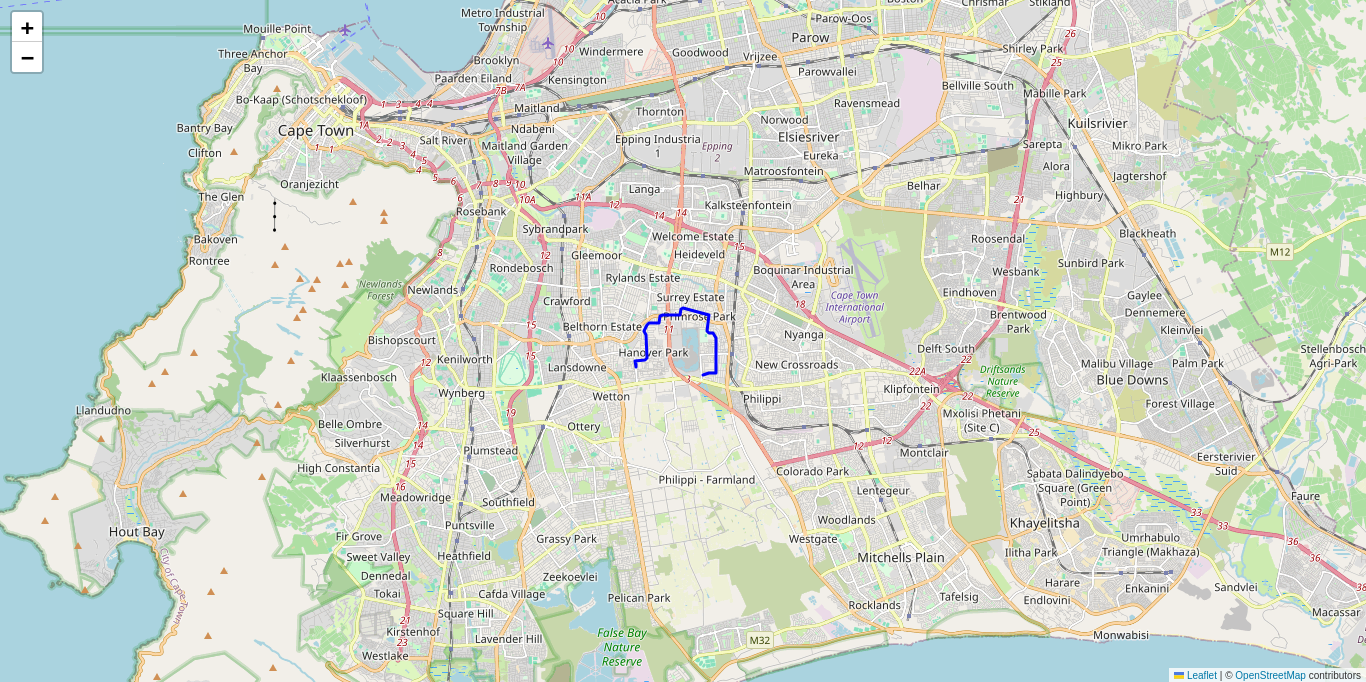 +
−
Mouille Point
Three Anchor
Bay
Bo-Kaap (Schotschekloof)
Bantry Bay
Cape Town
Clifton
Oranjezicht
The Glen
Bakoven
Rontree
Metro Industrial
Township
Brooklyn
Paarden Eiland
Acacia Park
Windermere
Goodwood
Kensington
Vrijzee
Parow-Oos
Parow
Parowvallei
Boston
Chrismar
Stikland
Shirley Park
Bellville South
Mabille Park
Kuilsrivier
Maitland
Ndabeni
Maitland Garden
Village
Salt River
Thornton
Norwood
Ravensmead
Elsiesriver
Epping Industria
1
Epping
2
Eureka
Matroosfontein
Sarepta
Mikro Park
Alora
Jagtershof
Highbury
Belhar
Langa
Kalksteenfontein
Rosebank
Sybrandpark
Welcome Estate
Heideveld
Gleemoor
Rondebosch
Rylands Estate
Boquinar Industrial
Area
Roosendal
Blackheath
M12
Wesbank
Sunbird Park
Newlands
Forest
Newlands
Crawford
Surrey Estate
Primrose Park
Cape Town
International
Airport
Eindhoven
Gaylee
Dennemere
Brentwood
Park
Kleinvlei
Belthorn Estate
Bishopscourt
Nyanga
Hanover Park
Delft South
Stellenbosch
Agri-Park
Kenilworth
Lansdowne
New Crossroads
Malibu Village
Palm Park
Klaassenbosch
Driftsands
Nature
Reserve
Blue Downs
Wynberg
Wetton
Philippi
Klipfontein
Forest Village
Llandudno
Belle Ombre
Ottery
Mxolisi Phetani
(Site C)
Silverhurst
Plumstead
Montclair
Eersterivier
Suid
High Constantia
Colorado Park
Sabata Dalindyebo
Square (Green
Point)
Philippi - Farmland
Lentegeur
Faure
Meadowridge
Southfield
Hout Bay
Puntsville
Woodlands
Khayelitsha
Fir Grove
Grassy Park
Westgate
Umrhabulo
Triangle (Makhaza)
Sweet Valley
Heathfield
Mitchells Plain
Ilitha Park
City of Cape Town
Dennedal
Zeekoevlei
Harare
Enkanini
Sandvlei
Tokai
Cafda Village
Pelican Park
Rocklands
Tafelsig
Endlovini
Macassar
Square Hill
Kirstenhof
Lavender Hill
False Bay
Nature
Reserve
M32
Monwabisi
Westlake
Leaflet | © OpenStreetMap contributors